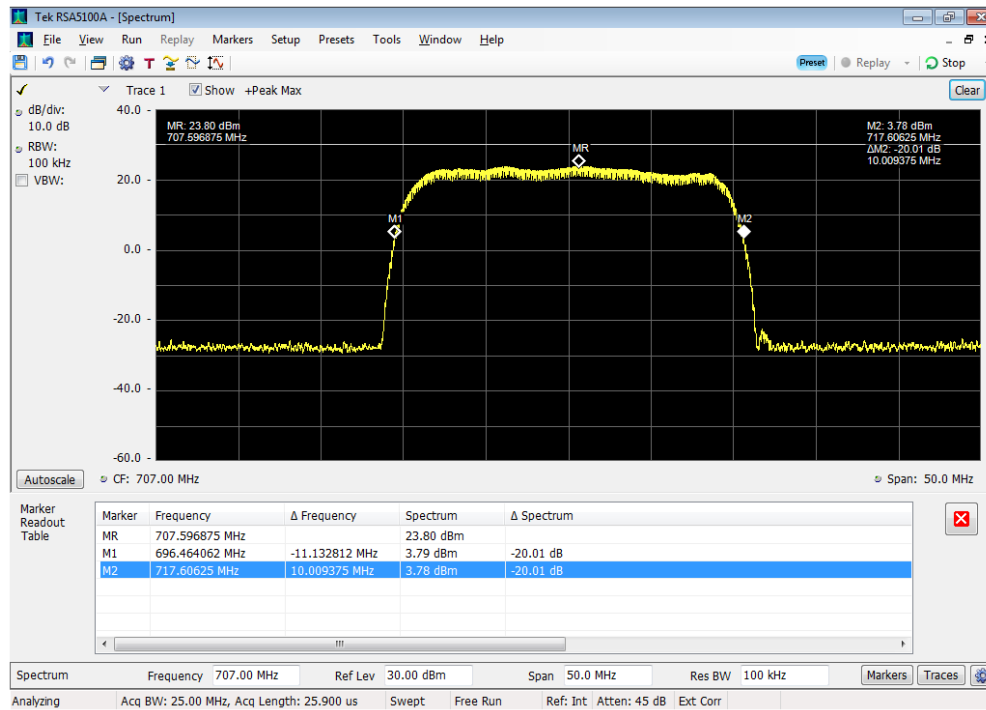 Tek RSA5100A - [Spectrum]
File View Run Replay Markers Setup Presets Tools Window Help
T Preset Replay Stop
Trace 1 Show +Peak Max Clear
dB/div:
10.0 dB
RBW:
100 kHz
VBW:
40.0
20.0
0.0
-20.0
-40.0
-60.0
MR: 23.80 dBm
707.596875 MHz
M2: 3.78 dBm
717.60625 MHz
ΔM2: -20.01 dB
10.009375 MHz
MR
M1
M2
Autoscale CF: 707.00 MHz Span: 50.0 MHz
Marker
Readout
Table
Marker Frequency Δ Frequency Spectrum Δ Spectrum
MR 707.596875 MHz 23.80 dBm
M1 696.464062 MHz -11.132812 MHz 3.79 dBm -20.01 dB
M2 717.60625 MHz 10.009375 MHz 3.78 dBm -20.01 dB
Spectrum Frequency 707.00 MHz Ref Lev 30.00 dBm Span 50.0 MHz Res BW 100 kHz Markers Traces
Analyzing Acq BW: 25.00 MHz, Acq Length: 25.900 us Swept Free Run Ref: Int Atten: 45 dB Ext Corr